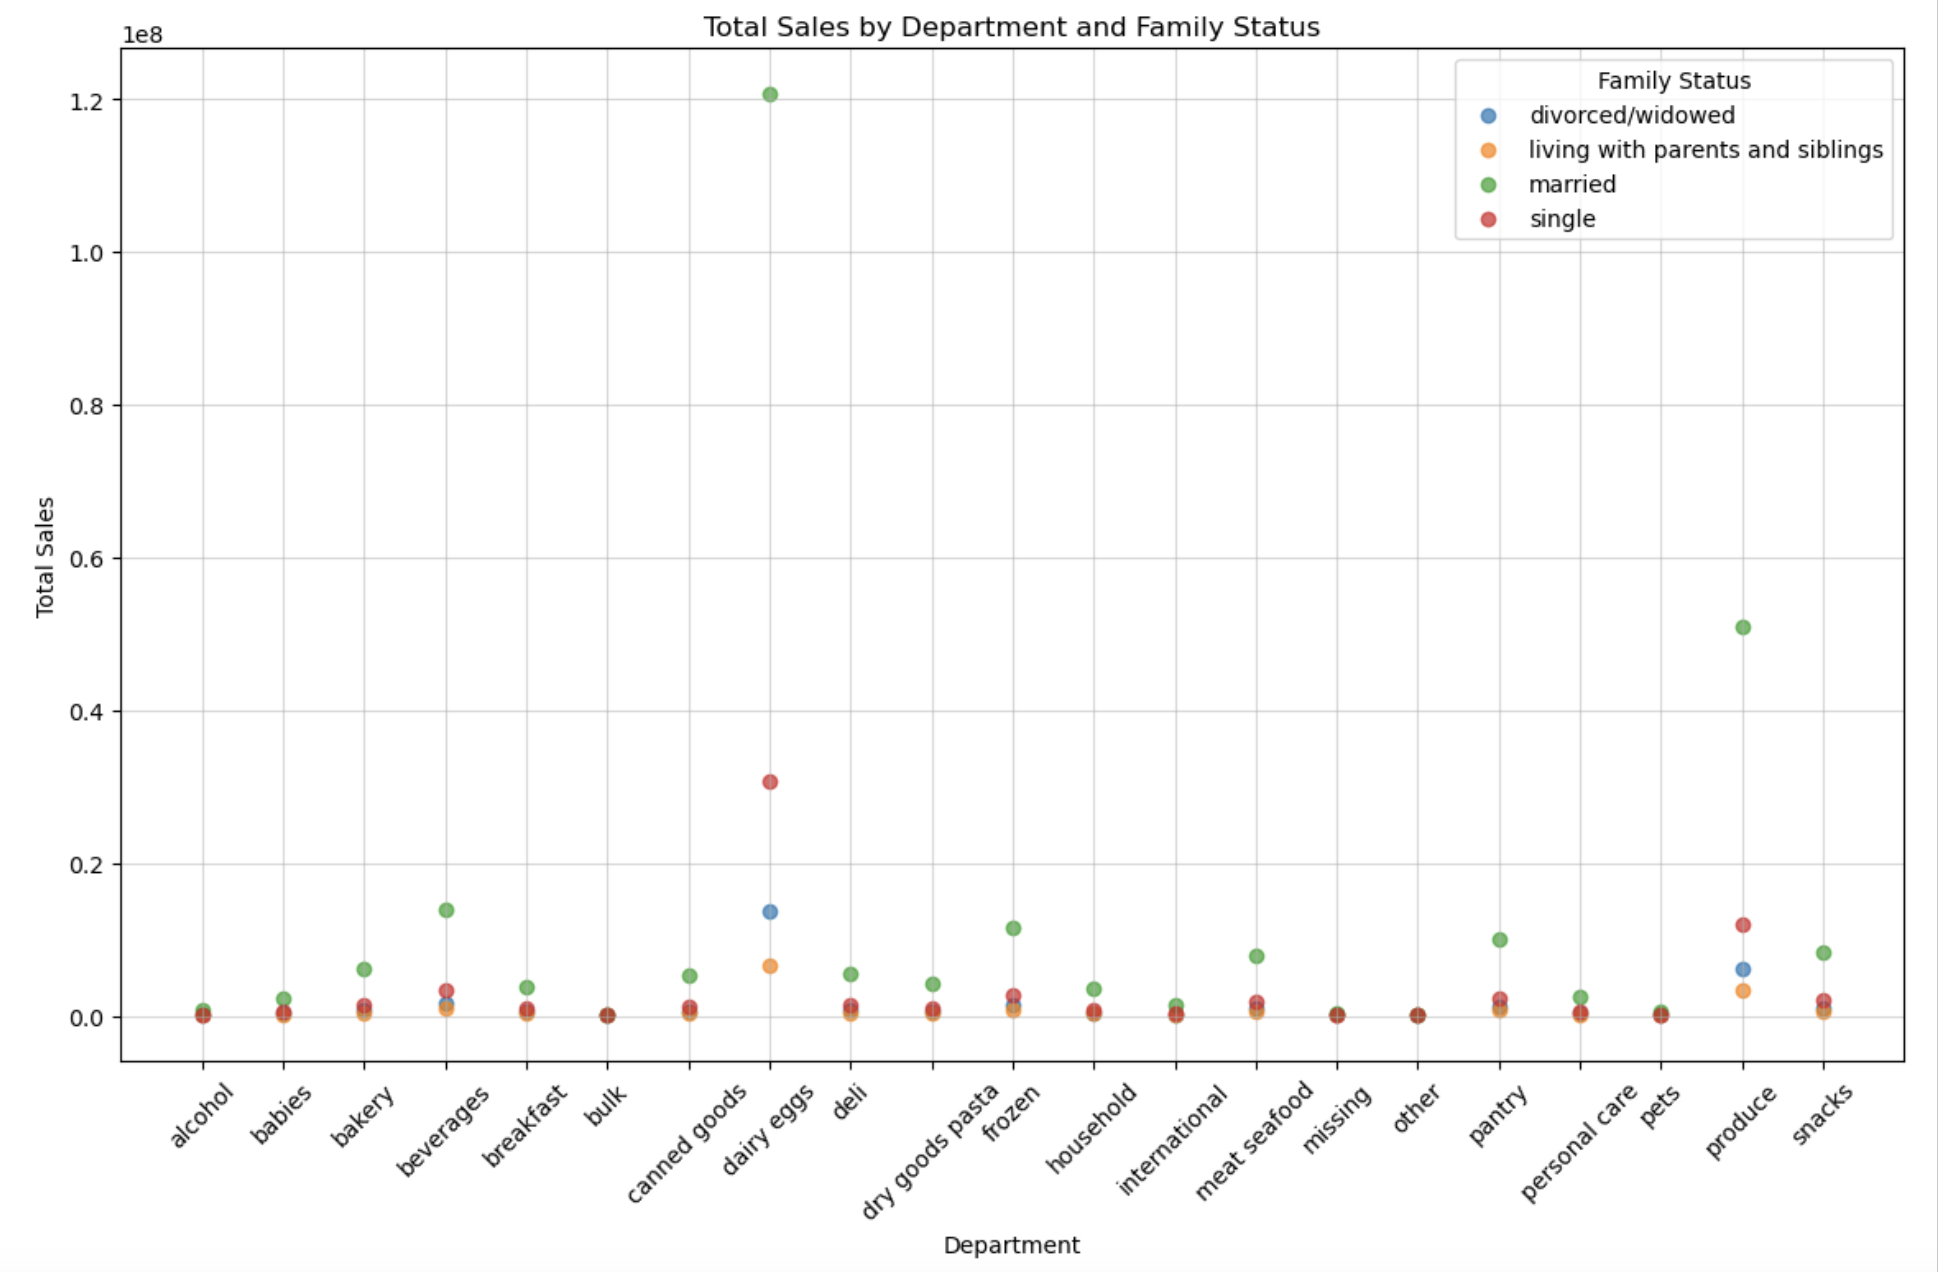 Total Sales by Department and Family Status
1e8
1.2
1.0
0.8
0.6
0.4
0.2
0.0
Total Sales
Family Status
divorced/widowed
living with parents and siblings
married
single
alcohol
babies
bakery
beverages
breakfast
bulk
canned goods
dairy eggs
deli
dry goods pasta
frozen
household
international
meat seafood
missing
other
pantry
personal care
pets
produce
snacks
Department